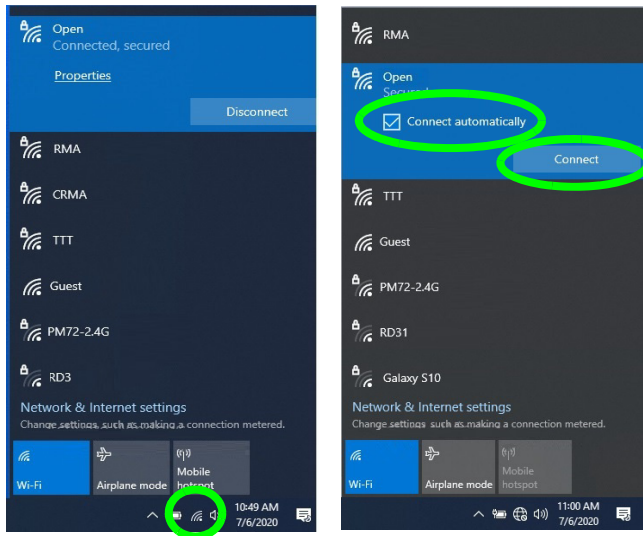 Open
Connected, secured
Properties
Disconnect
RMA
CRMA
TTT
Guest
PM72-2.4G
RD3
Network & Internet settings
Change settings, such as making a connection metered.
Wi-Fi
Airplane mode
Mobile
hotspot
10:49 AM
7/6/2020
RMA
Open
Secured
Connect automatically
Connect
TTT
Guest
PM72-2.4G
RD31
Galaxy S10
Network & Internet settings
Change settings such as making a connection metered.
Wi-Fi
Airplane mode
Mobile
hotspot
11:00 AM
7/6/2020